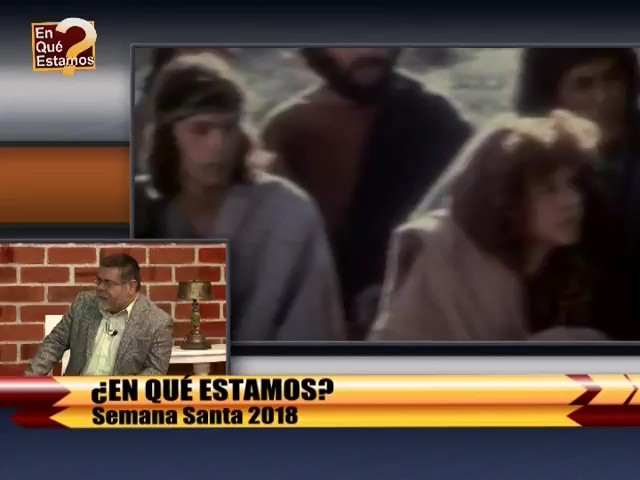 En
Qué
Estamos
?
¿EN QUÉ ESTAMOS?
Semana Santa 2018